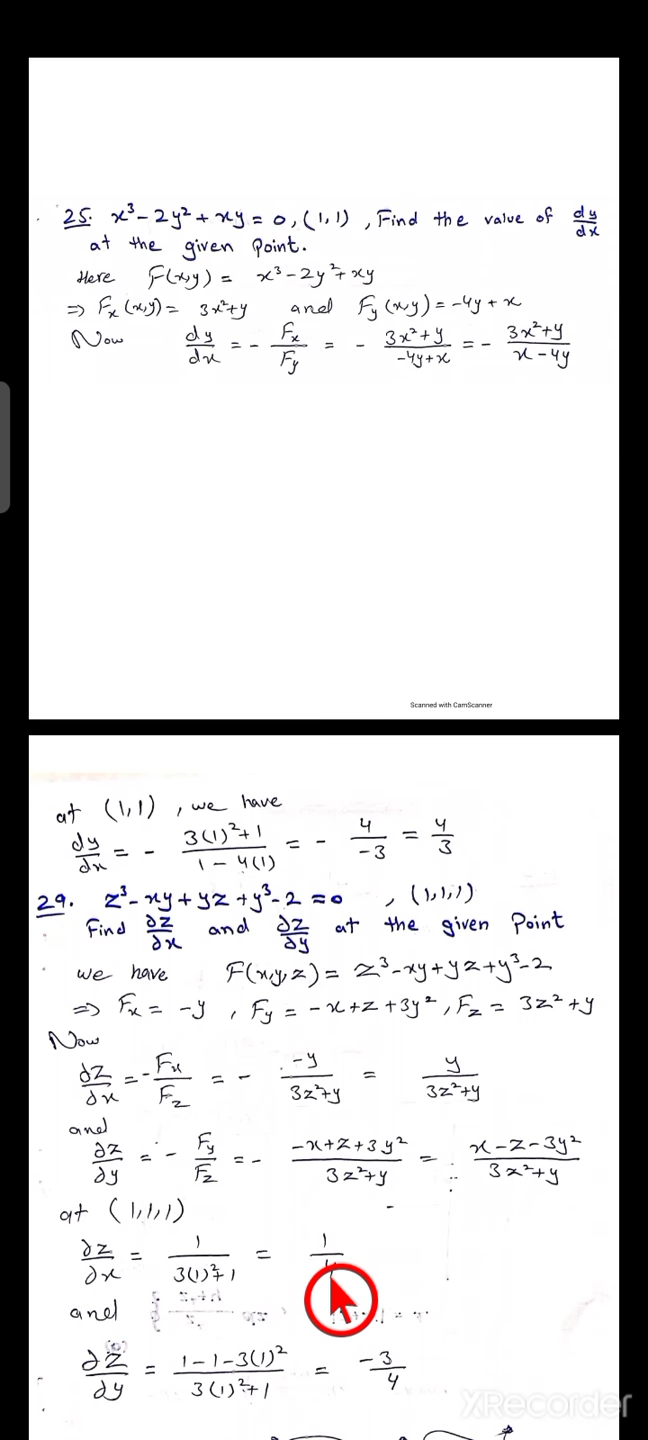 25. x³ - 2y² + xy = 0, (1,1), Find the value of dy/dx
at the given Point.
Here F(x,y) = x³ - 2y² + xy
⇒ Fx (x,y) = 3x²+y and Fy (x,y) = -4y + x
Now dy/dx = - Fx/Fy = - (3x²+y)/(-4y+x) = - (3x²+y)/(x-4y)
Scanned with CamScanner
at (1,1), we have
dy/dx = - (3(1)²+1)/(1-4(1)) = - 4/-3 = 4/3
29. z³ - xy + yz + y³ - 2 = 0, (1,1,1)
Find ∂z/∂x and ∂z/∂y at the given Point
we have F(x,y,z) = z³-xy+yz+y³-2
⇒ Fx = -y, Fy = -x+z+3y², Fz = 3z²+y
Now
∂z/∂x = - Fx/Fz = - (-y)/(3z²+y) = y/(3z²+y)
and
∂z/∂y = - Fy/Fz = - (-x+z+3y²)/(3z²+y) = (x-z-3y²)/(3z²+y)
at (1,1,1)
∂z/∂x = 1/(3(1)²+1) = 1/
and
∂z/∂y = (1-1-3(1)²)/(3(1)²+1) = -3/4
XRecorder